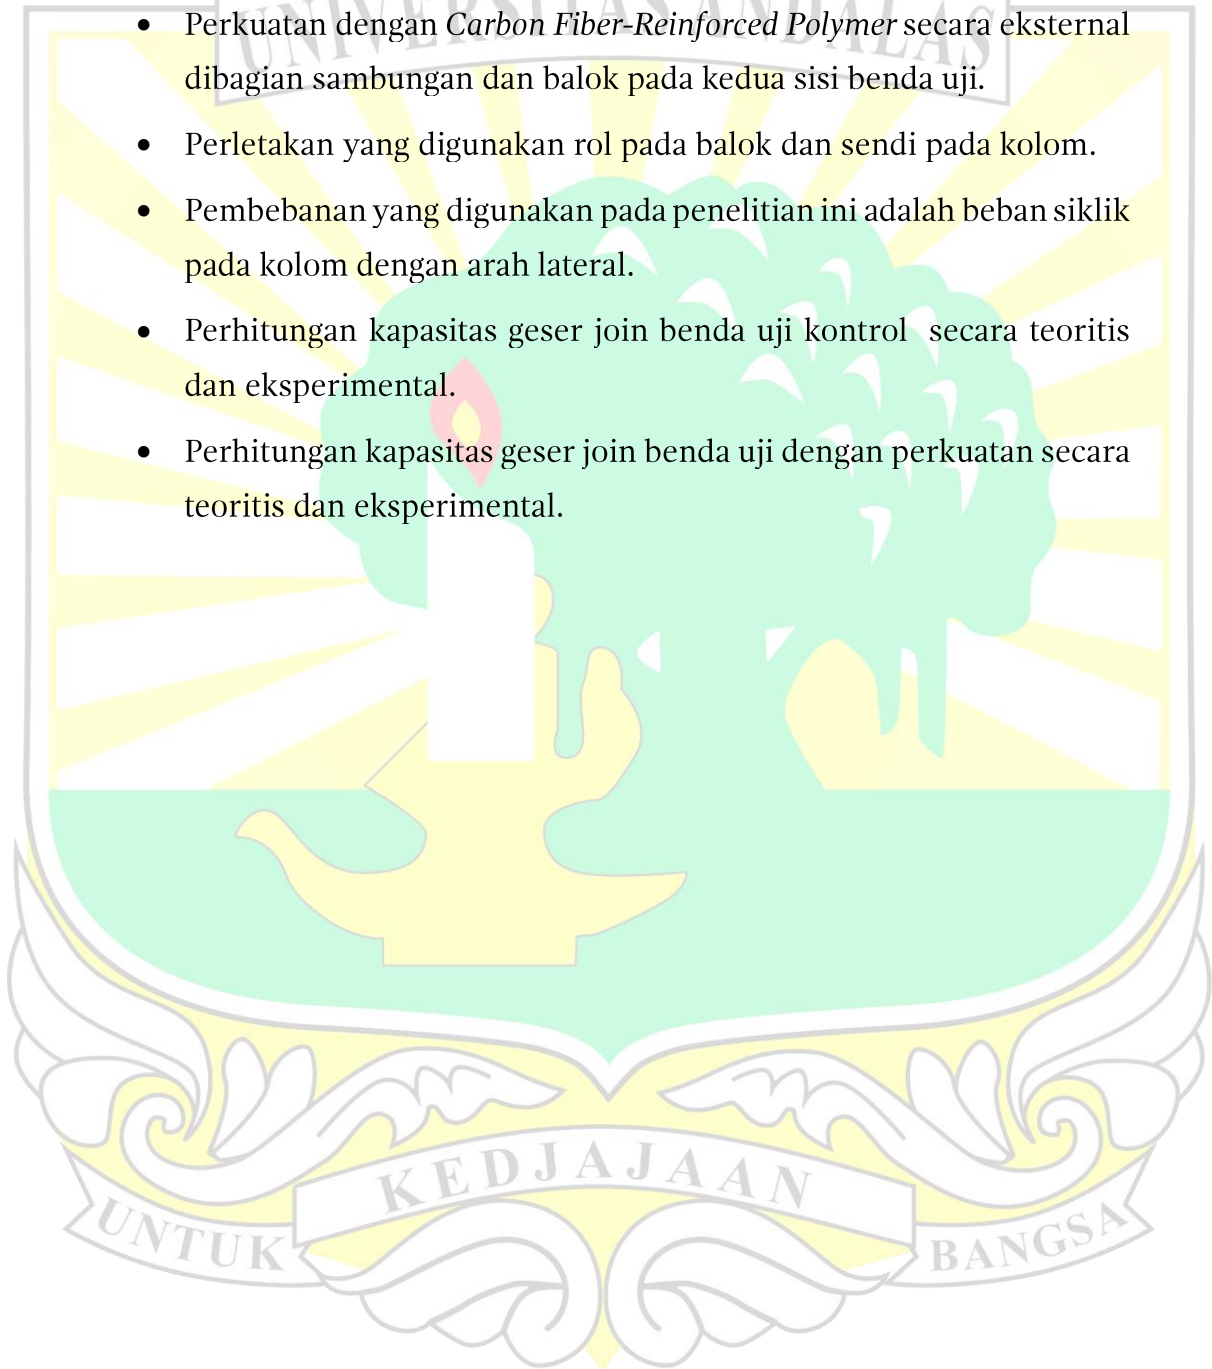 UNIVERSITAS ANDALAS
• Perkuatan dengan Carbon Fiber-Reinforced Polymer secara eksternal
dibagian sambungan dan balok pada kedua sisi benda uji.
• Perletakan yang digunakan rol pada balok dan sendi pada kolom.
• Pembebanan yang digunakan pada penelitian ini adalah beban siklik
pada kolom dengan arah lateral.
• Perhitungan kapasitas geser join benda uji kontrol secara teoritis
dan eksperimental.
• Perhitungan kapasitas geser join benda uji dengan perkuatan secara
teoritis dan eksperimental.
UNTUK KEDJAJAAN BANGSA